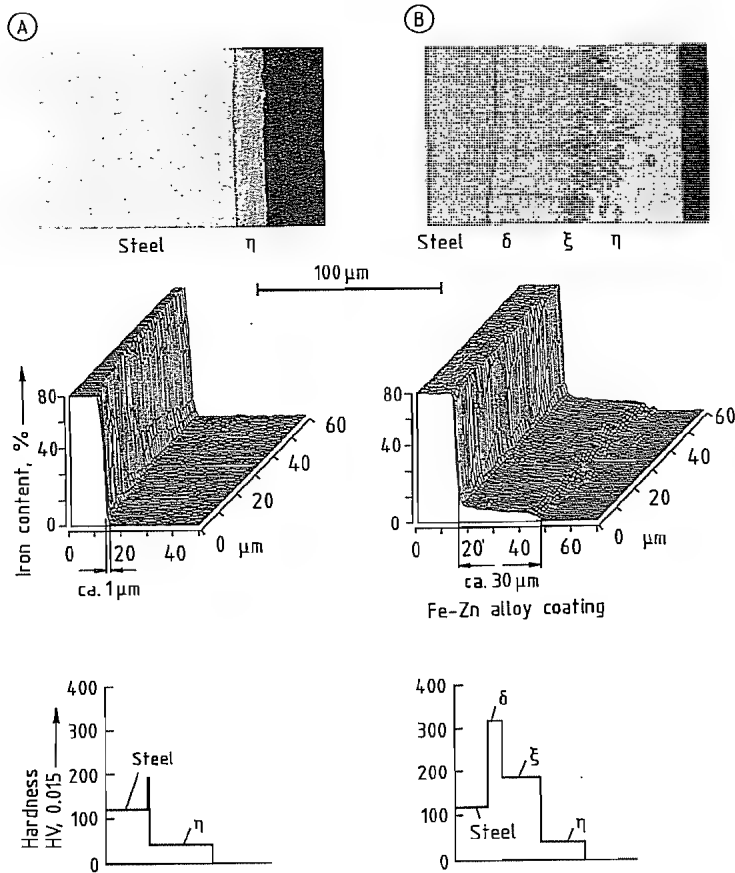 A
B
Steel η
Steel δ ξ η
100 µm
Iron content, %
80
40
0
0 20 40
0 20 40 60
µm
ca. 1 µm
80
40
0
0 20 40 60
0 20 40 60
µm
ca. 30 µm
Fe-Zn alloy coating
Hardness
HV, 0.015
400
300
200
100
0
Steel
η
400
300
200
100
0
δ
ξ
Steel
η